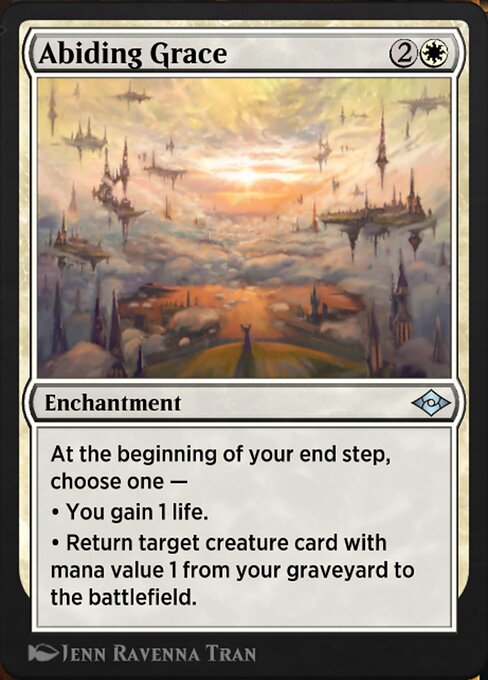 Abiding Grace 2
Enchantment
At the beginning of your end step,
choose one —
• You gain 1 life.
• Return target creature card with
mana value 1 from your graveyard to
the battlefield.
Jenn Ravenna Tran